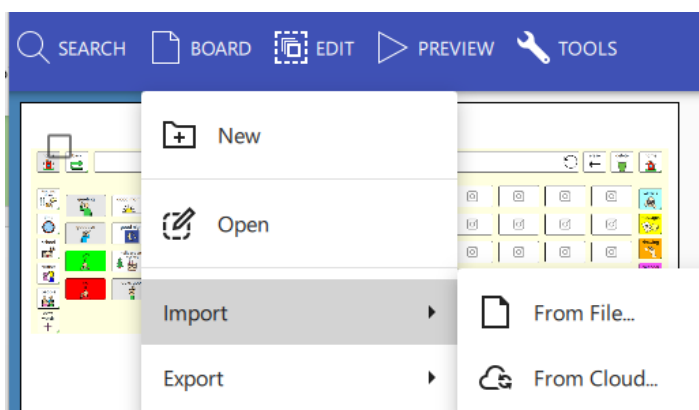 SEARCH BOARD EDIT PREVIEW TOOLS
New
Open
Import
From File...
Export
From Cloud...